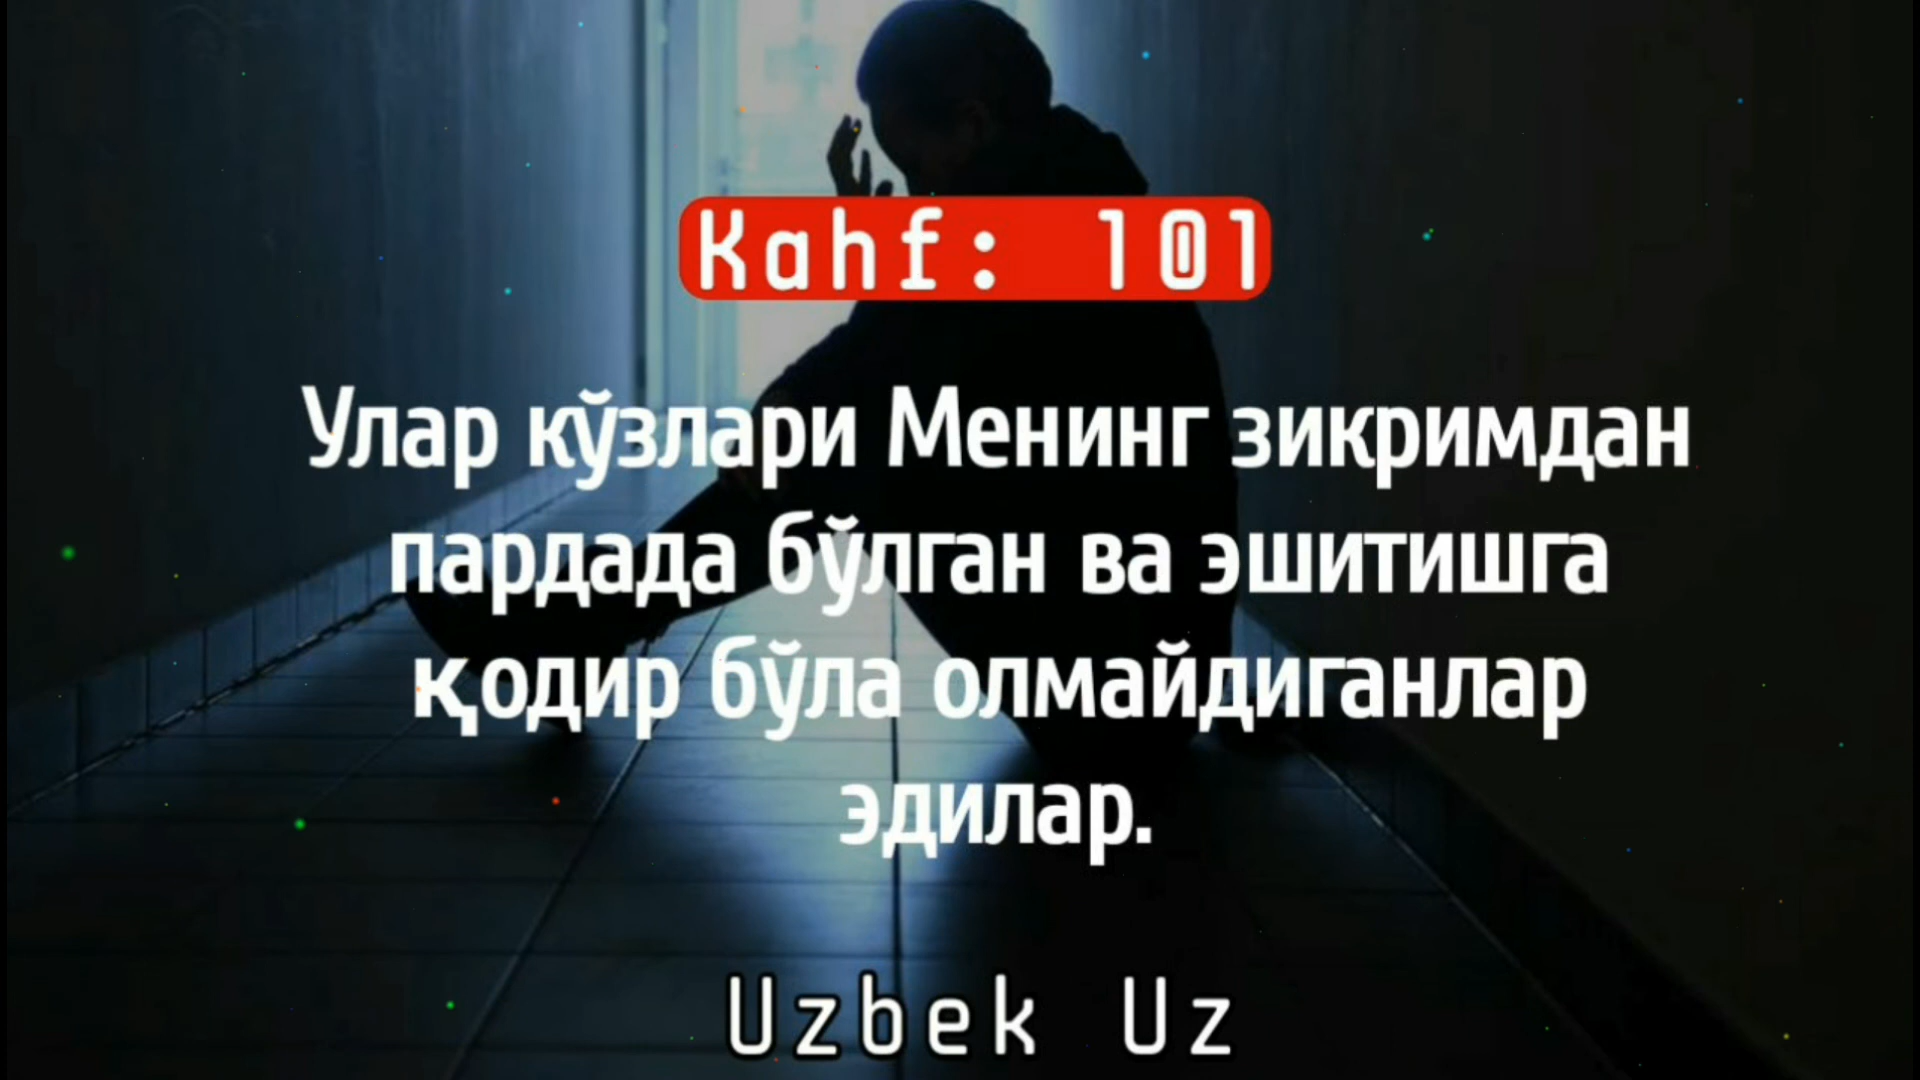 Kahf: 101
Улар кўзлари Менинг зикримдан
пардада бўлган ва эшитишга
қодир бўла олмайдиганлар
эдилар.
Uzbek Uz